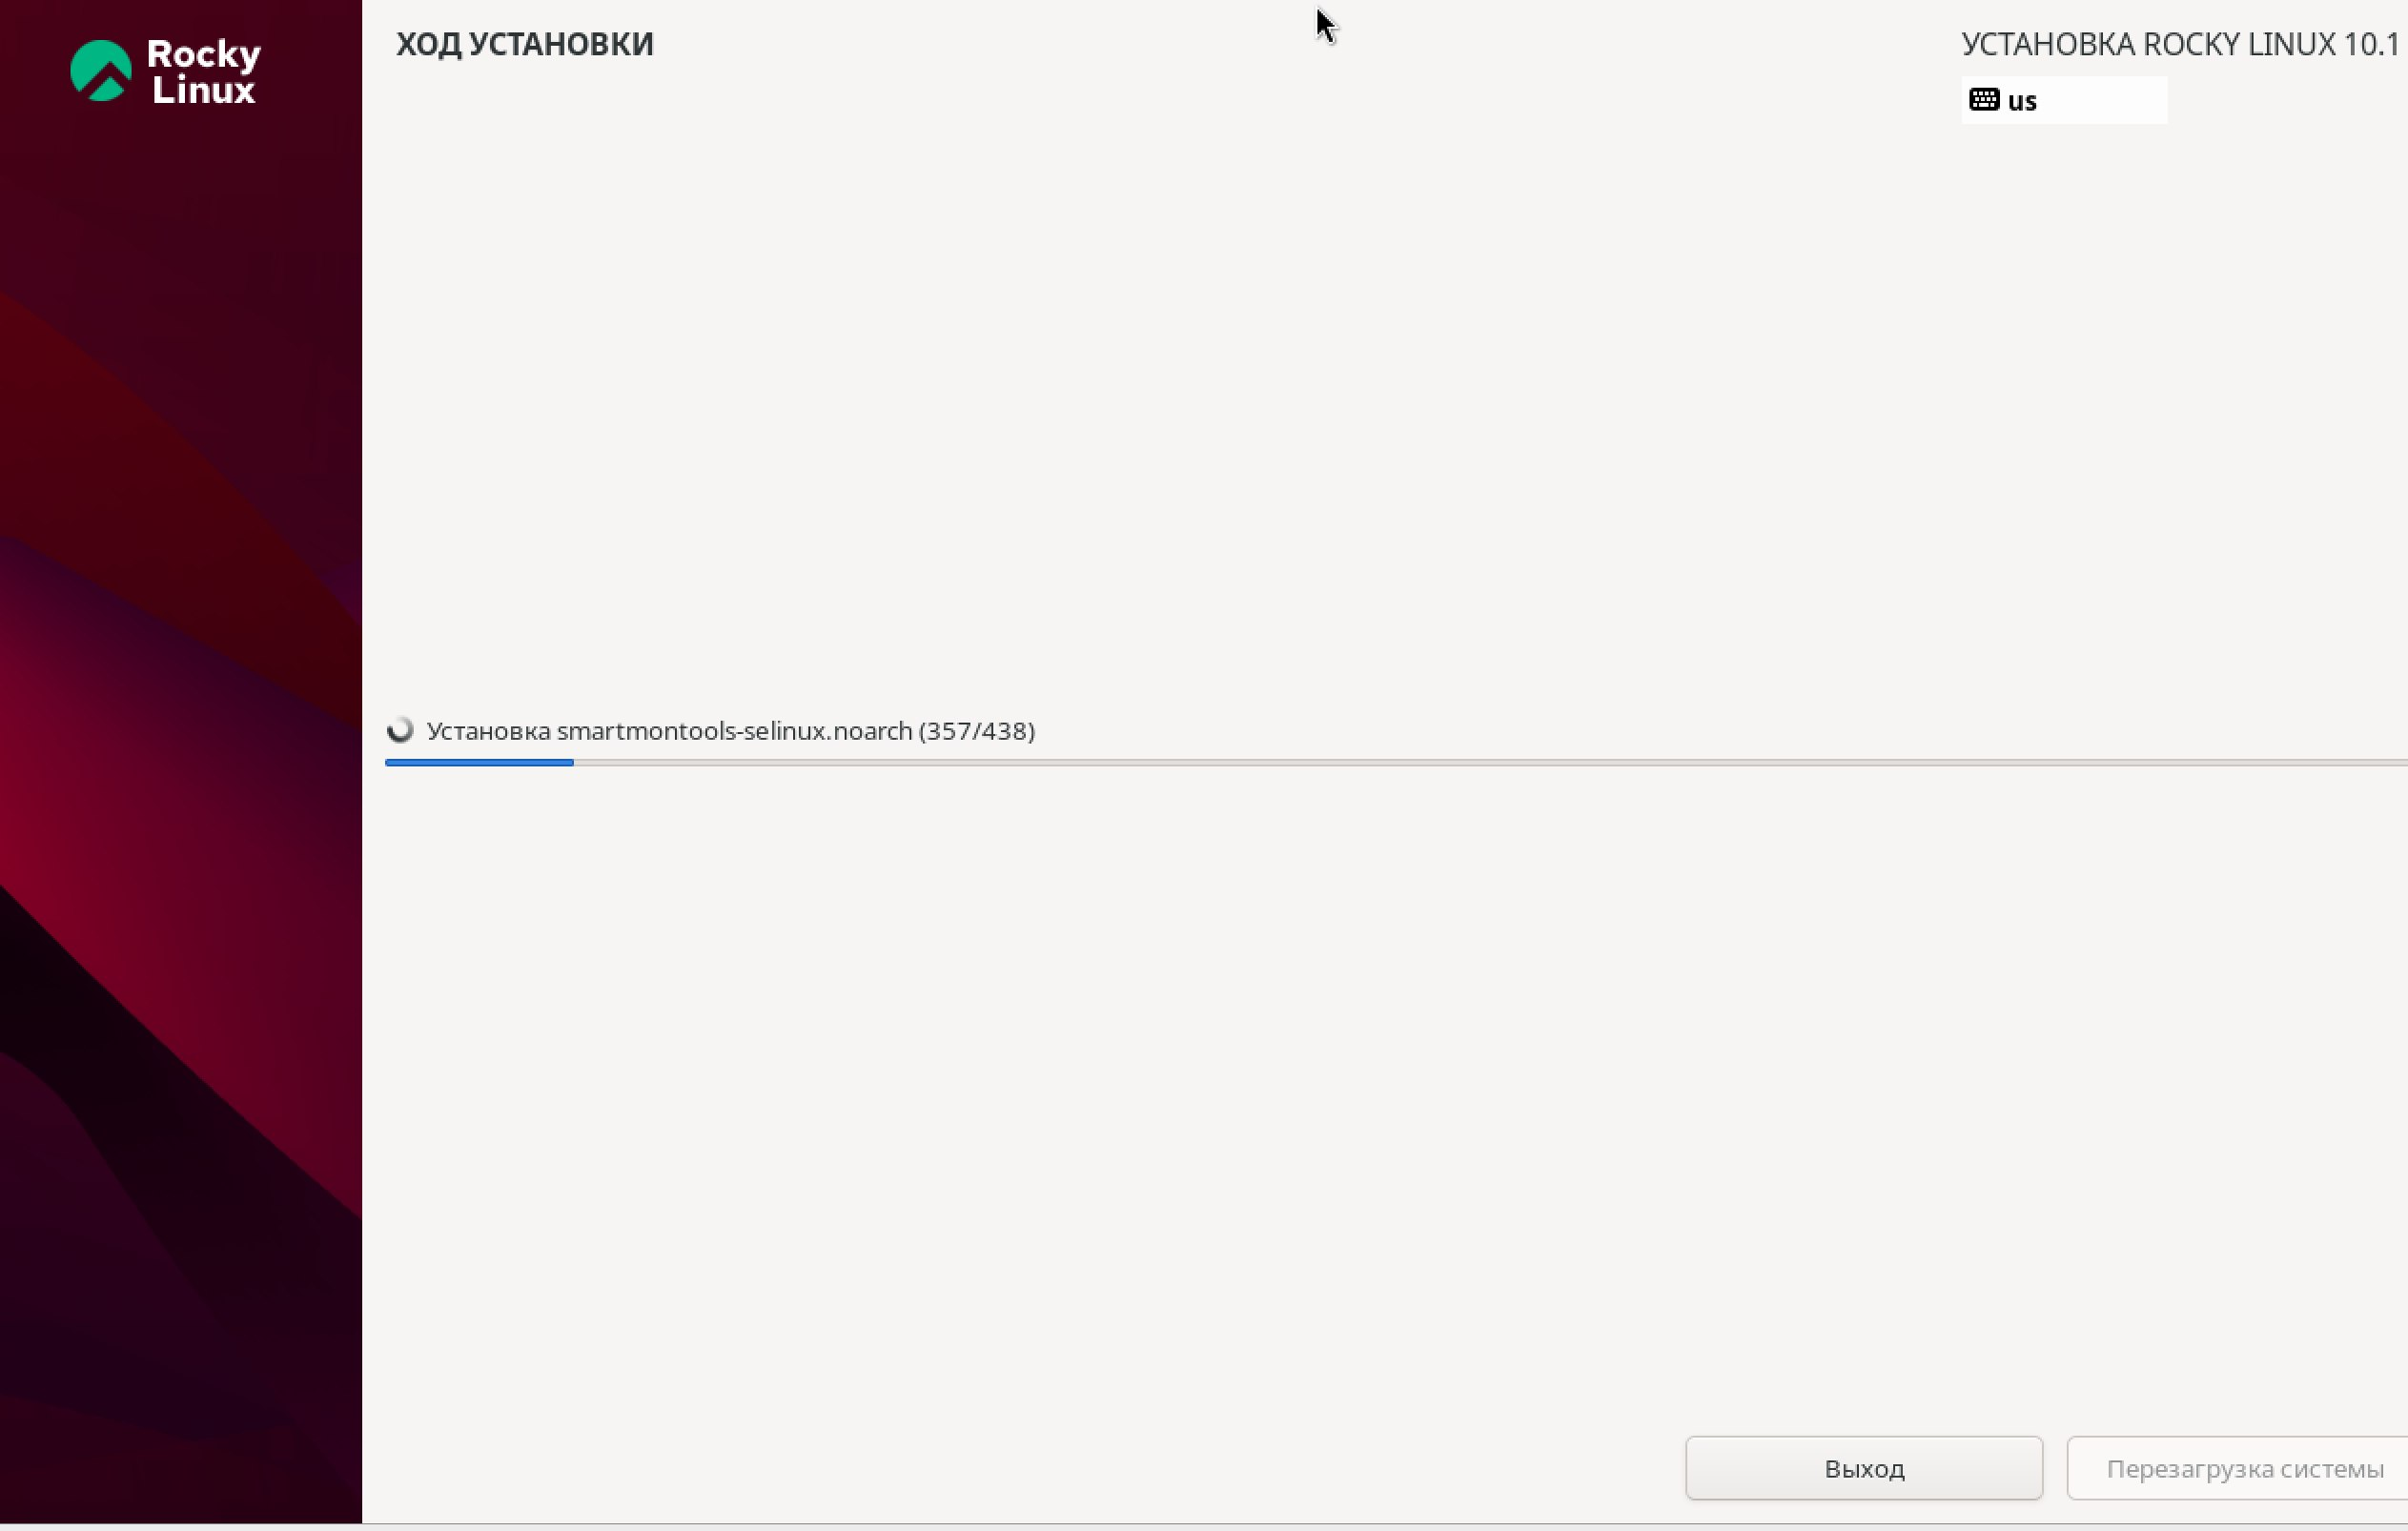 Rocky
Linux
ХОД УСТАНОВКИ
УСТАНОВКА ROCKY LINUX 10.1
us
Установка smartmontools-selinux.noarch (357/438)
Выход
Перезагрузка системы